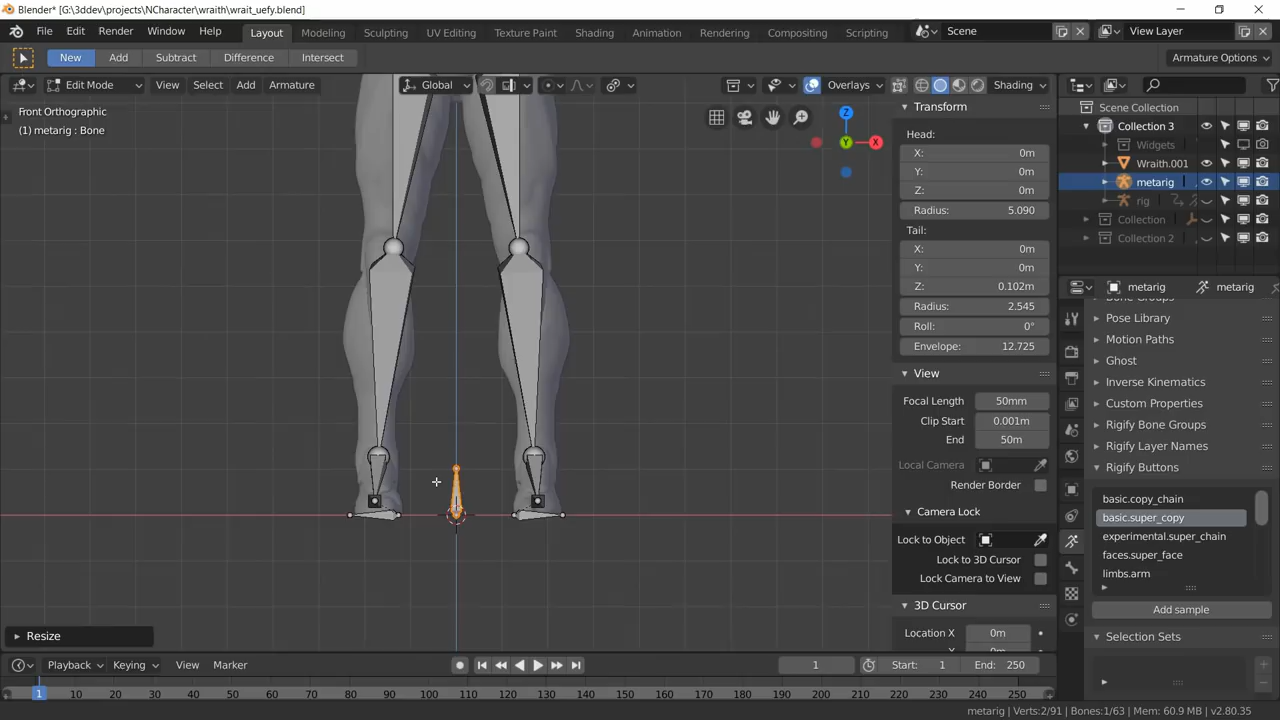 Blender* [G:\3ddev\projects\NCharacter\wraith\wrait_uefy.blend]
File Edit Render Window Help Layout Modeling Sculpting UV Editing Texture Paint Shading Animation Rendering Compositing Scripting Scene View Layer
New Add Subtract Difference Intersect Armature Options
Edit Mode View Select Add Armature Global Overlays Shading
Front Orthographic
(1) metarig : Bone
Z
X
Y
Transform
Head:
X: 0m
Y: 0m
Z: 0m
Radius: 5.090
Tail:
X: 0m
Y: 0m
Z: 0.102m
Radius: 2.545
Roll: 0°
Envelope: 12.725
View
Focal Length 50mm
Clip Start 0.001m
End 50m
Local Camera
Render Border
Camera Lock
Lock to Object
Lock to 3D Cursor
Lock Camera to View
3D Cursor
Location X 0m
Scene Collection
Collection 3
Widgets
Wraith.001
metarig
rig
Collection
Collection 2
metarig metarig
Bone Groups
Pose Library
Motion Paths
Ghost
Inverse Kinematics
Custom Properties
Rigify Bone Groups
Rigify Layer Names
Rigify Buttons
basic.copy_chain
basic.super_copy
experimental.super_chain
faces.super_face
limbs.arm
Add sample
Selection Sets
Resize
Playback Keying View Marker 1 Start: 1 End: 250
1 10 20 30 40 50 60 70 80 90 100 110 120 130 140 150 160 170 180 190 200 210 220 230 240 250
metarig | Verts:2/91 | Bones:1/63 | Mem: 60.9 MB | v2.80.35